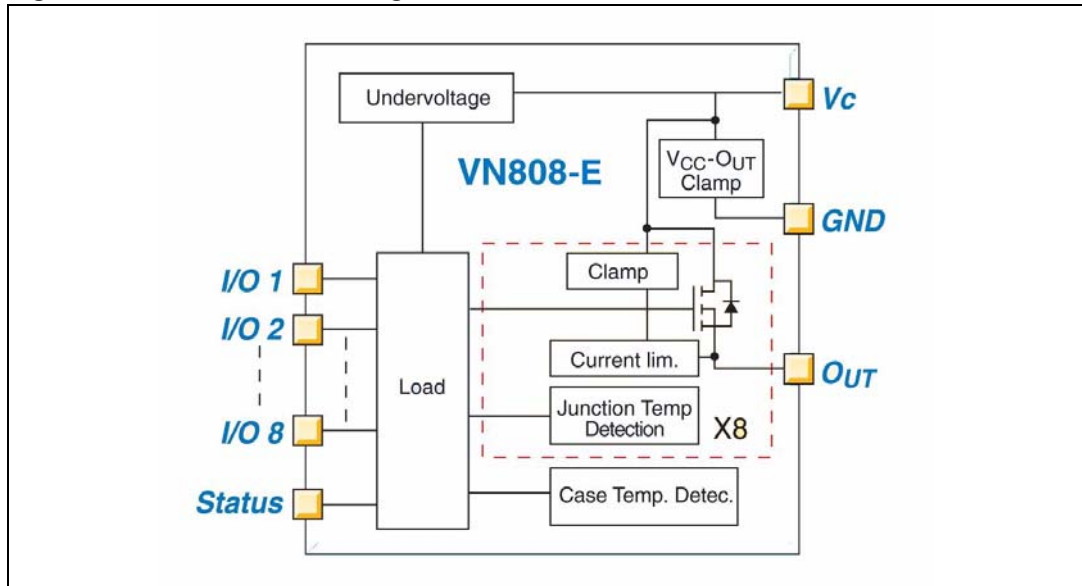 Undervoltage
Vc
VCC-OUT
Clamp
VN808-E
GND
I/O 1
Clamp
I/O 2
Current lim.
OUT
Load
Junction Temp
Detection
X8
I/O 8
Status
Case Temp. Detec.